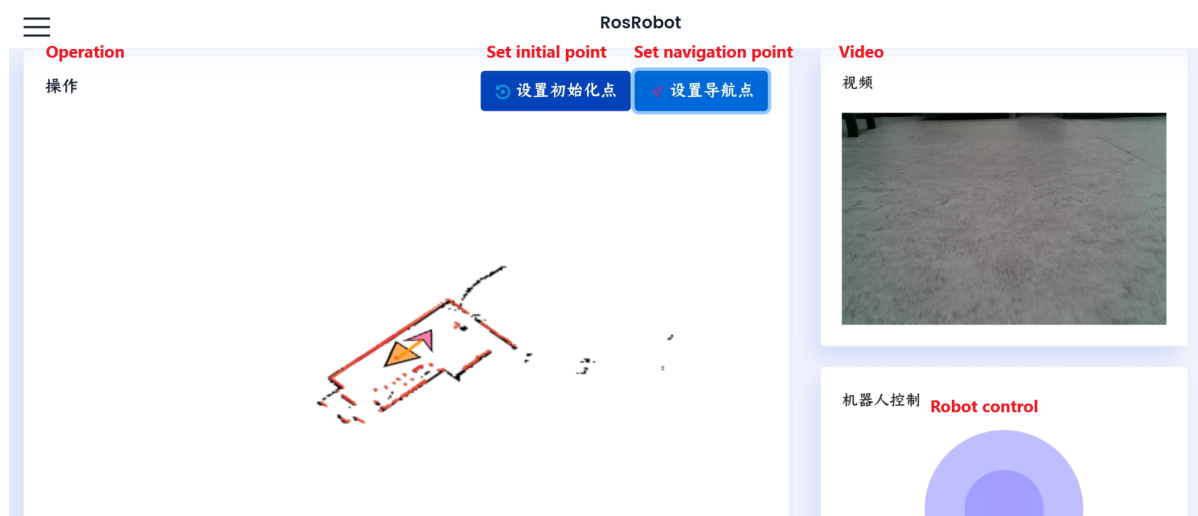 RosRobot
Operation
Set initial point
Set navigation point
Video
操作
设置初始化点
设置导航点
视频
机器人控制
Robot control